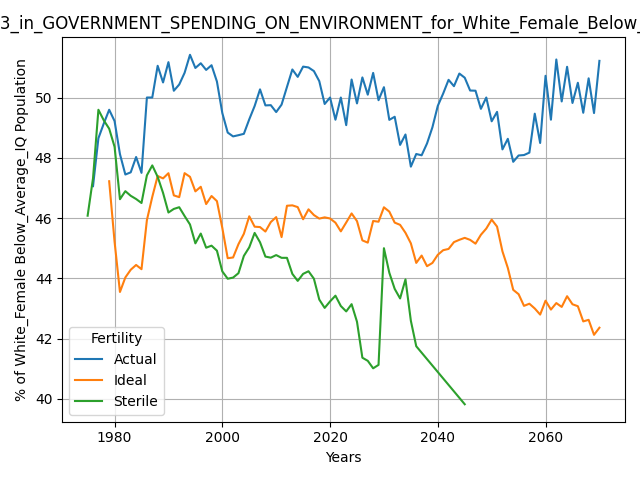 3_in_GOVERNMENT_SPENDING_ON_ENVIRONMENT_for_White_Female_Below_
% of White_Female Below_Average_IQ Population
50
48
46
44
42
40
Fertility
Actual
Ideal
Sterile
1980
2000
2020
2040
2060
Years